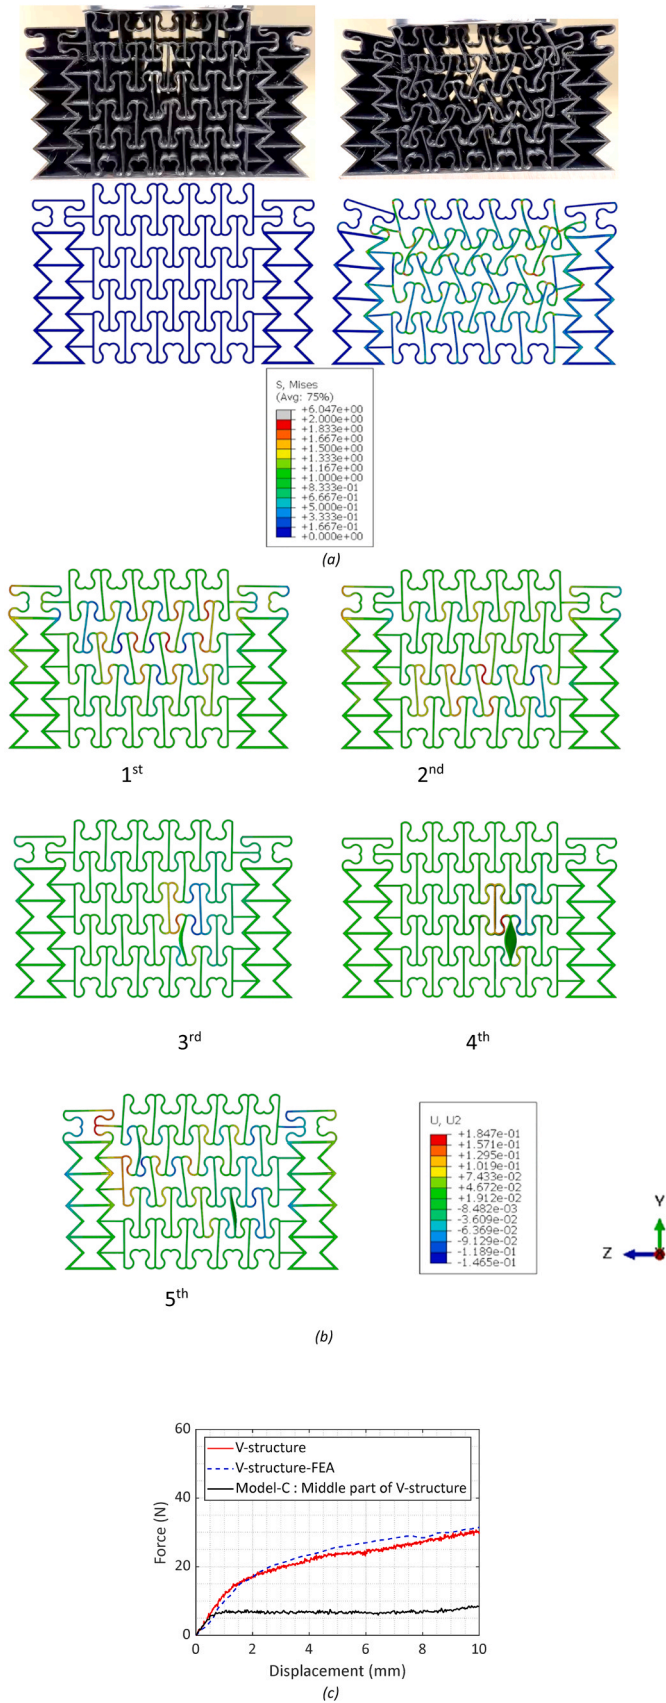 S, Mises
(Avg: 75%)
+6.047e+00
+2.000e+00
+1.833e+00
+1.667e+00
+1.500e+00
+1.333e+00
+1.167e+00
+1.000e+00
+8.333e-01
+6.667e-01
+5.000e-01
+3.333e-01
+1.667e-01
+0.000e+00
(a)
1st
2nd
3rd
4th
5th
U, U2
+1.847e-01
+1.571e-01
+1.295e-01
+1.019e-01
+7.433e-02
+4.672e-02
+1.912e-02
-8.482e-03
-3.609e-02
-6.369e-02
-9.129e-02
-1.189e-01
-1.465e-01
Y
Z
X
(b)
60
40
20
0
Force (N)
V-structure
V-structure-FEA
Model-C : Middle part of V-structure
0 2 4 6 8 10
Displacement (mm)
(c)